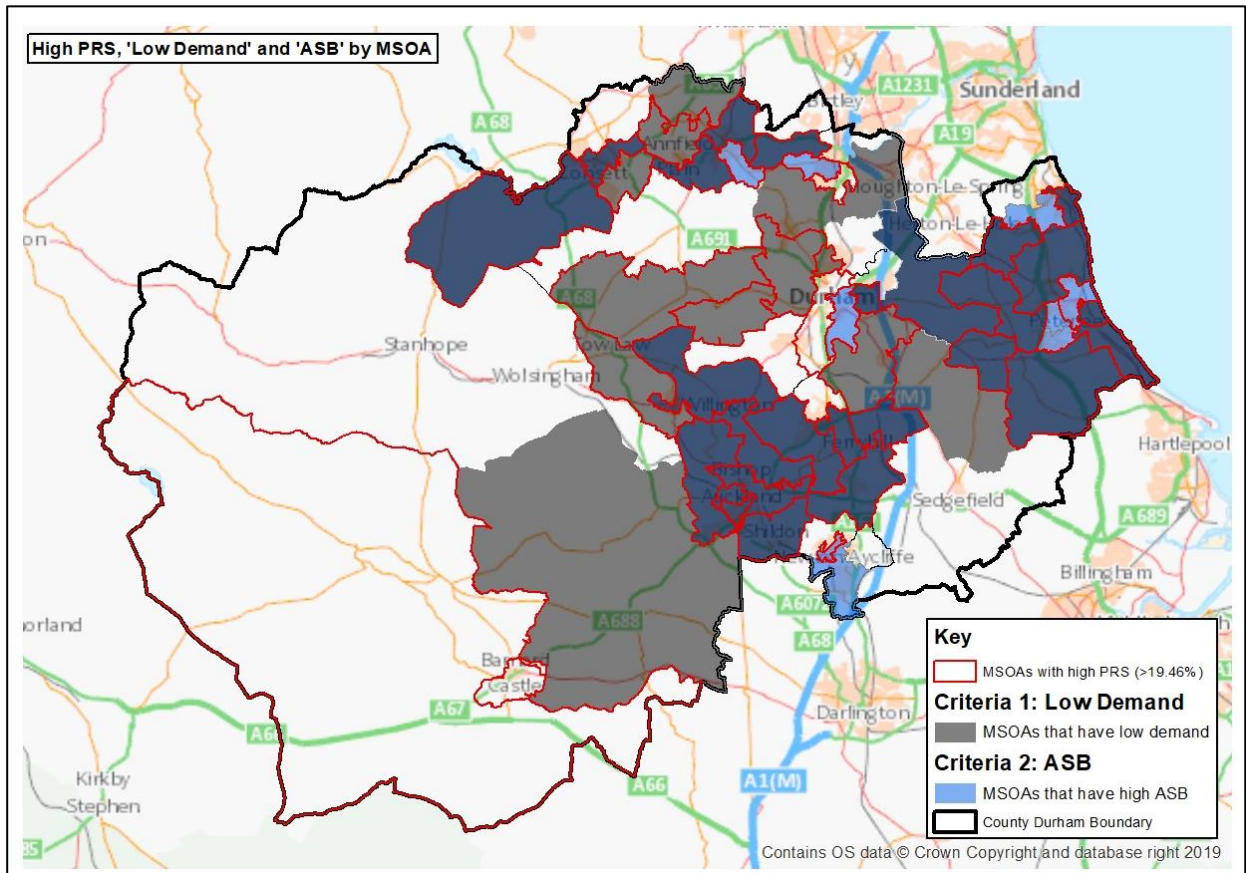 High PRS, 'Low Demand' and 'ASB' by MSOA
A1231
Sunderland
A 68
A19
Annfield
Plain
Consett
Houghton-Le-Spring
A691
Durham
A68
Peterlee
Stanhope
Tow Law
Wolsingham
A1(M)
Willington
Ferryhill
Hartlepool
Bishop
Auckland
Sedgefield
A689
Shildon
Aycliffe
Billingham
A688
A68
Barnard
Castle
A67
Darlington
Kirkby
Stephen
A66
A1(M)
Key
MSOAs with high PRS (>19.46%)
Criteria 1: Low Demand
MSOAs that have low demand
Criteria 2: ASB
MSOAs that have high ASB
County Durham Boundary
Contains OS data © Crown Copyright and database right 2019